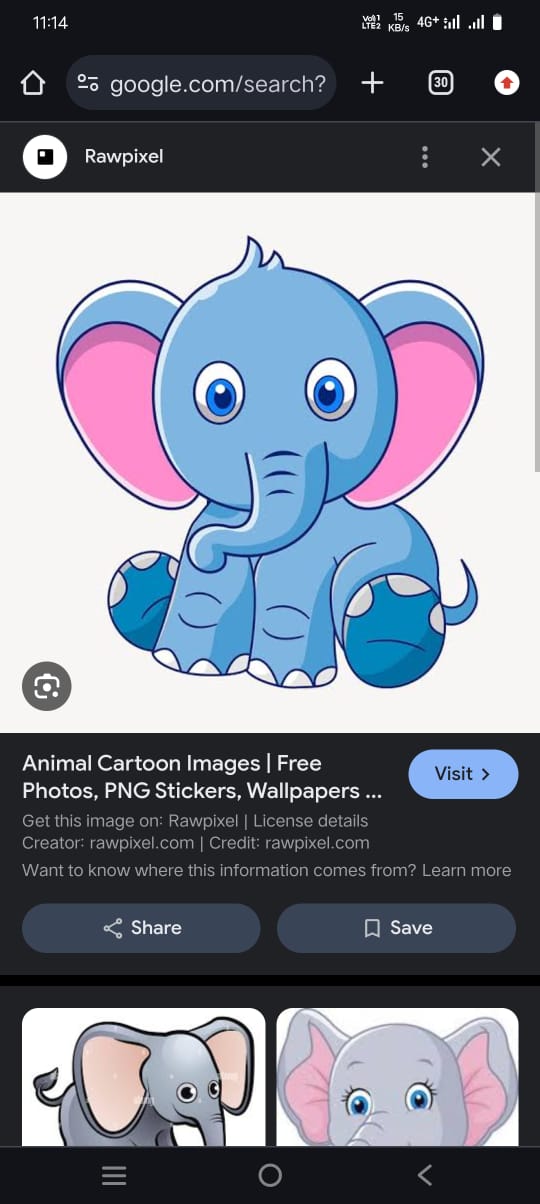 11:14
Vo1) LTE2 15 KB/s 4G+
google.com/search?
30
Rawpixel
Animal Cartoon Images | Free
Photos, PNG Stickers, Wallpapers ...
Visit
Get this image on: Rawpixel | License details
Creator: rawpixel.com | Credit: rawpixel.com
Want to know where this information comes from? Learn more
Share
Save